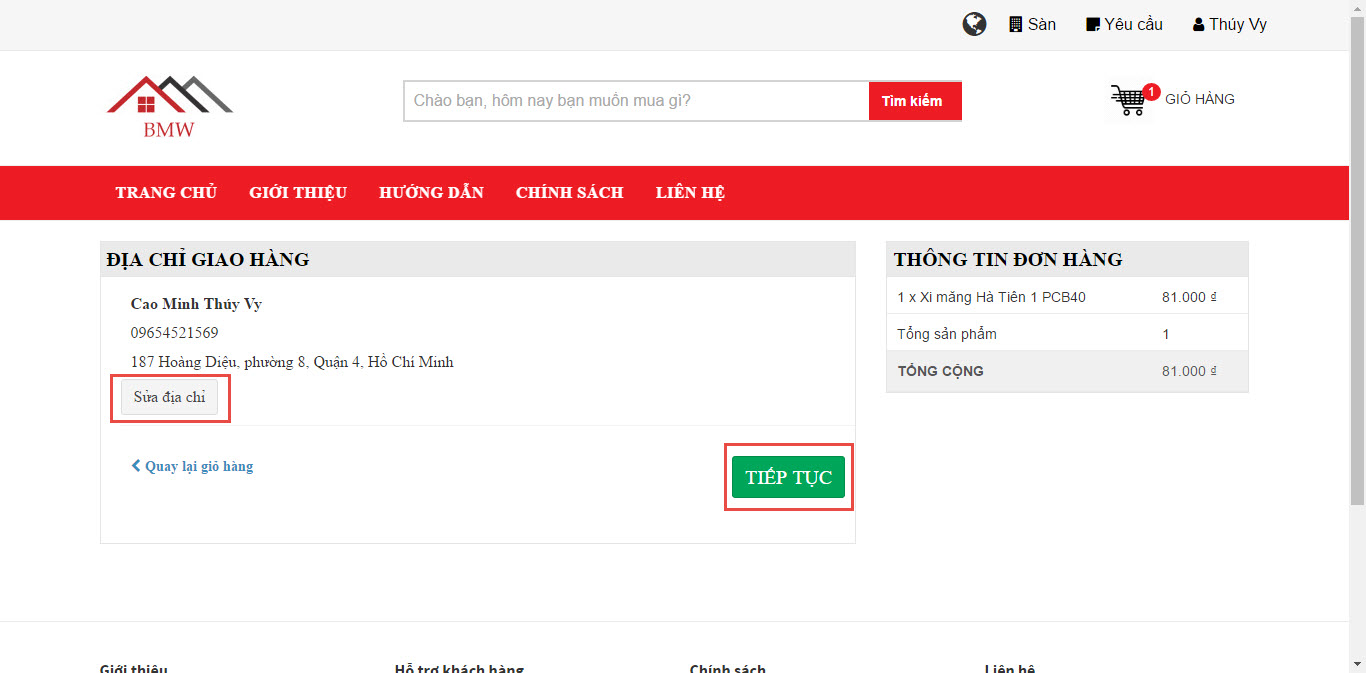 Sàn Yêu cầu Thúy Vy
BMW
Chào bạn, hôm nay bạn muốn mua gì?
Tìm kiếm
1 GIỎ HÀNG
TRANG CHỦ GIỚI THIỆU HƯỚNG DẪN CHÍNH SÁCH LIÊN HỆ
ĐỊA CHỈ GIAO HÀNG
Cao Minh Thúy Vy
09654521569
187 Hoàng Diệu, phường 8, Quận 4, Hồ Chí Minh
Sửa địa chỉ
Quay lại giỏ hàng
TIẾP TỤC
THÔNG TIN ĐƠN HÀNG
1 x Xi măng Hà Tiên 1 PCB40 81.000 ₫
Tổng sản phẩm 1
TỔNG CỘNG 81.000 ₫
Giới thiệu Hỗ trợ khách hàng Chính sách Liên hệ